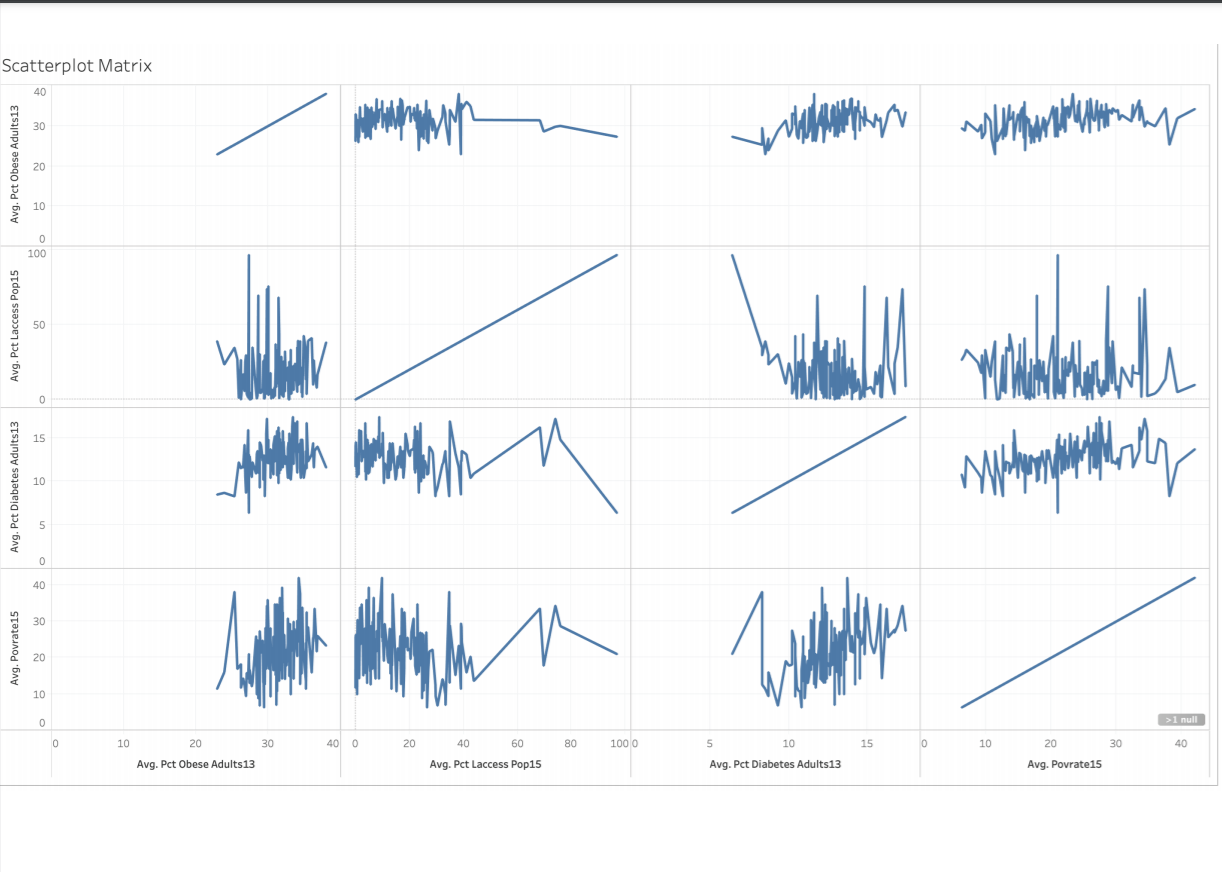 Scatterplot Matrix
Avg. Pct Obese Adults13
40
30
20
10
0
Avg. Pct Laccess Pop15
100
50
0
Avg. Pct Diabetes Adults13
15
10
5
0
Avg. Povrate15
40
30
20
10
0
>1 null
0 10 20 30 40 0 20 40 60 80 100 0 5 10 15 0 10 20 30 40
Avg. Pct Obese Adults13 Avg. Pct Laccess Pop15 Avg. Pct Diabetes Adults13 Avg. Povrate15